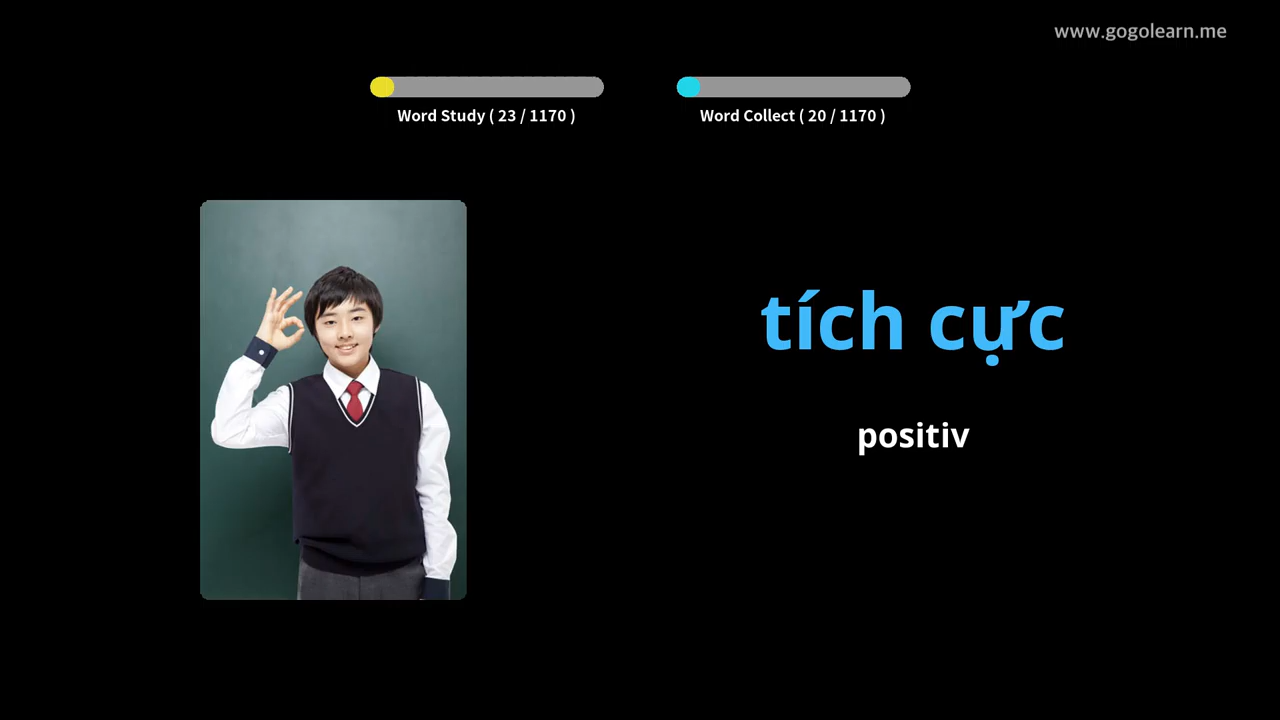 www.gogolearn.me
Word Study ( 23 / 1170 )
Word Collect ( 20 / 1170 )
tích cực
positiv